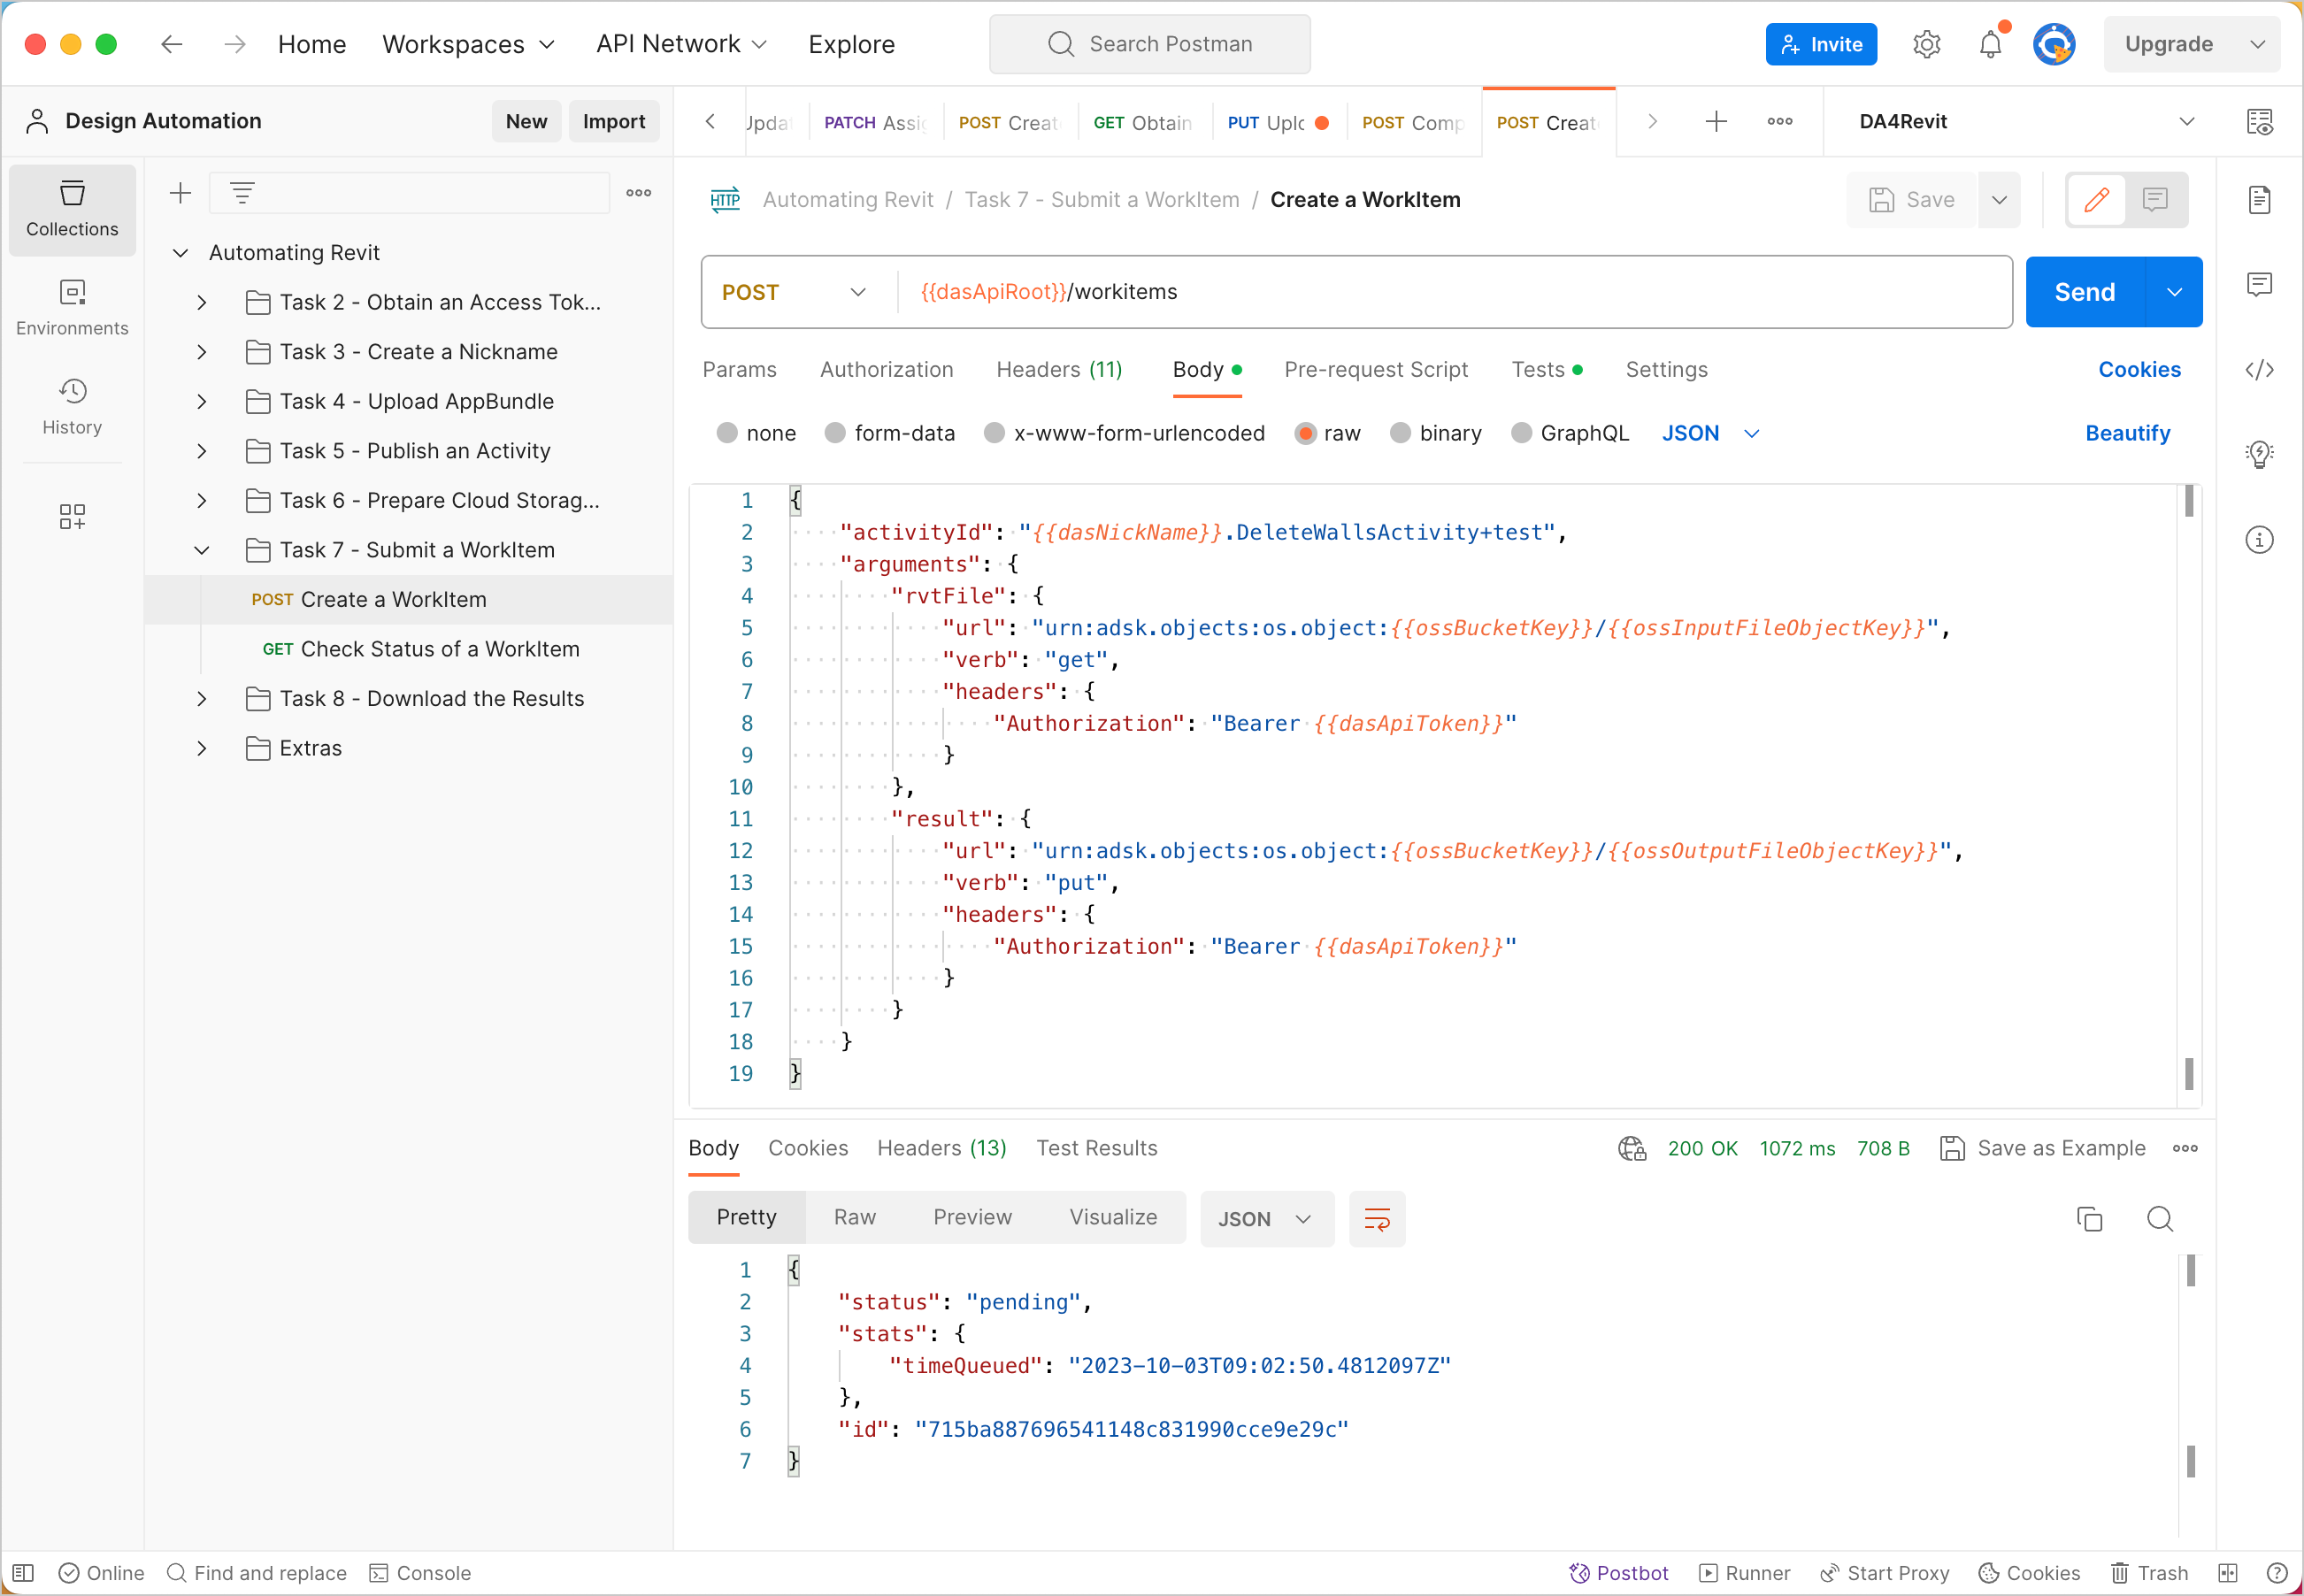 Home
Workspaces
API Network
Explore
Search Postman
Invite
Upgrade
Design Automation
New
Import
PATCH Assig
POST Creat
GET Obtain
PUT Uplo
POST Comp
POST Creat
DA4Revit
Collections
Environments
History
Automating Revit
Task 2 - Obtain an Access Tok...
Task 3 - Create a Nickname
Task 4 - Upload AppBundle
Task 5 - Publish an Activity
Task 6 - Prepare Cloud Storag...
Task 7 - Submit a WorkItem
POST Create a WorkItem
GET Check Status of a WorkItem
Task 8 - Download the Results
Extras
HTTP Automating Revit / Task 7 - Submit a WorkItem / Create a WorkItem
Save
POST {{dasApiRoot}}/workitems
Send
Params Authorization Headers (11) Body Pre-request Script Tests Settings Cookies
none form-data x-www-form-urlencoded raw binary GraphQL JSON Beautify
1 {
2 "activityId": "{{dasNickName}}.DeleteWallsActivity+test",
3 "arguments": {
4 "rvtFile": {
5 "url": "urn:adsk.objects:os.object:{{ossBucketKey}}/{{ossInputFileObjectKey}}",
6 "verb": "get",
7 "headers": {
8 "Authorization": "Bearer {{dasApiToken}}"
9 }
10 },
11 "result": {
12 "url": "urn:adsk.objects:os.object:{{ossBucketKey}}/{{ossOutputFileObjectKey}}",
13 "verb": "put",
14 "headers": {
15 "Authorization": "Bearer {{dasApiToken}}"
16 }
17 }
18 }
19 }
Body Cookies Headers (13) Test Results 200 OK 1072 ms 708 B Save as Example
Pretty Raw Preview Visualize JSON
1 {
2 "status": "pending",
3 "stats": {
4 "timeQueued": "2023-10-03T09:02:50.4812097Z"
5 },
6 "id": "715ba887696541148c831990cce9e29c"
7 }
Online Find and replace Console Postbot Runner Start Proxy Cookies Trash